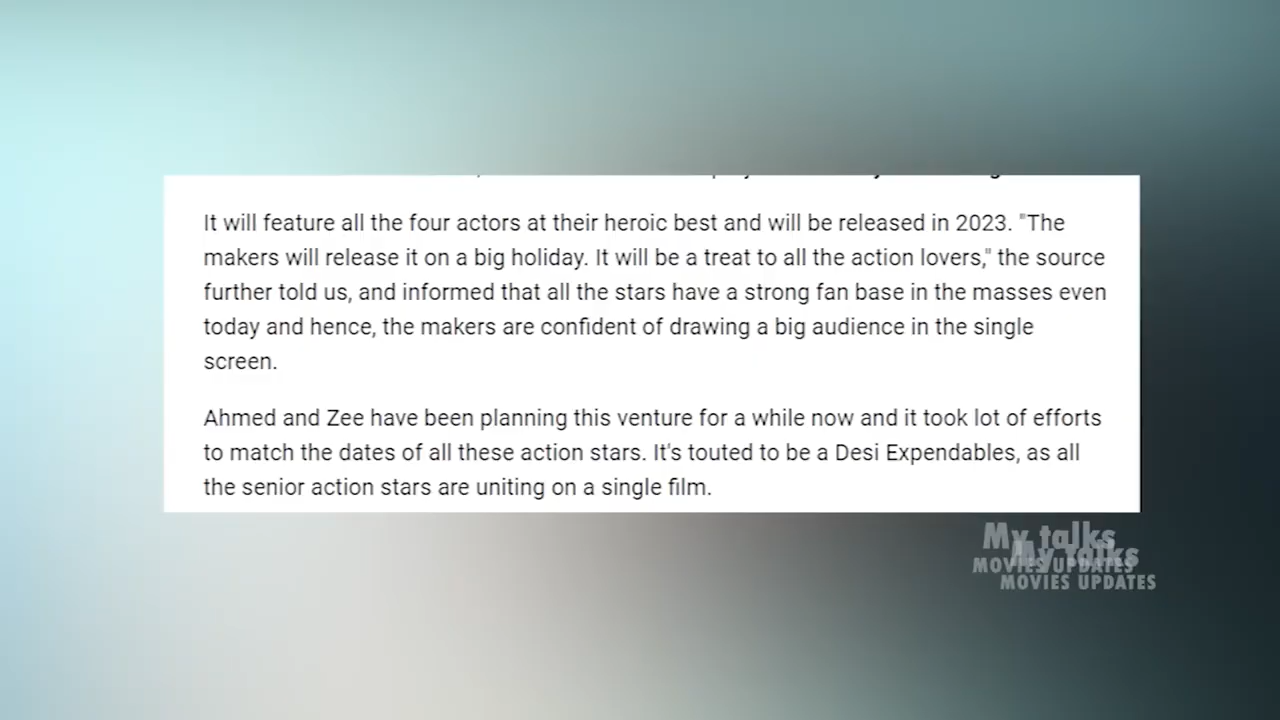 It will feature all the four actors at their heroic best and will be released in 2023. "The
makers will release it on a big holiday. It will be a treat to all the action lovers," the source
further told us, and informed that all the stars have a strong fan base in the masses even
today and hence, the makers are confident of drawing a big audience in the single
screen.
Ahmed and Zee have been planning this venture for a while now and it took lot of efforts
to match the dates of all these action stars. It's touted to be a Desi Expendables, as all
the senior action stars are uniting on a single film.
My talks
My talks
MOVIES UPDATES
MOVIES UPDATES